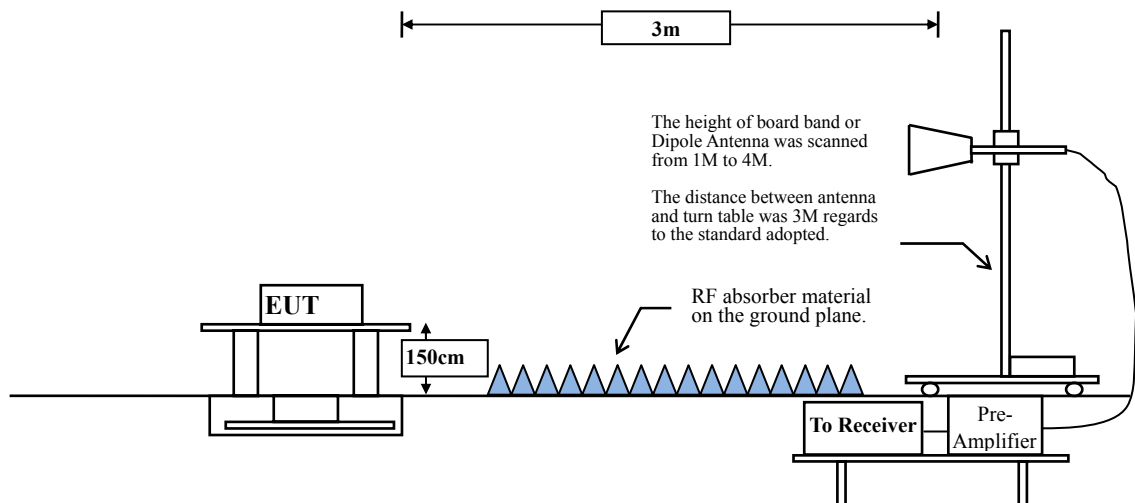 3m
The height of board band or
Dipole Antenna was scanned
from 1M to 4M.
The distance between antenna
and turn table was 3M regards
to the standard adopted.
EUT
RF absorber material
on the ground plane.
150cm
To Receiver
Pre-
Amplifier